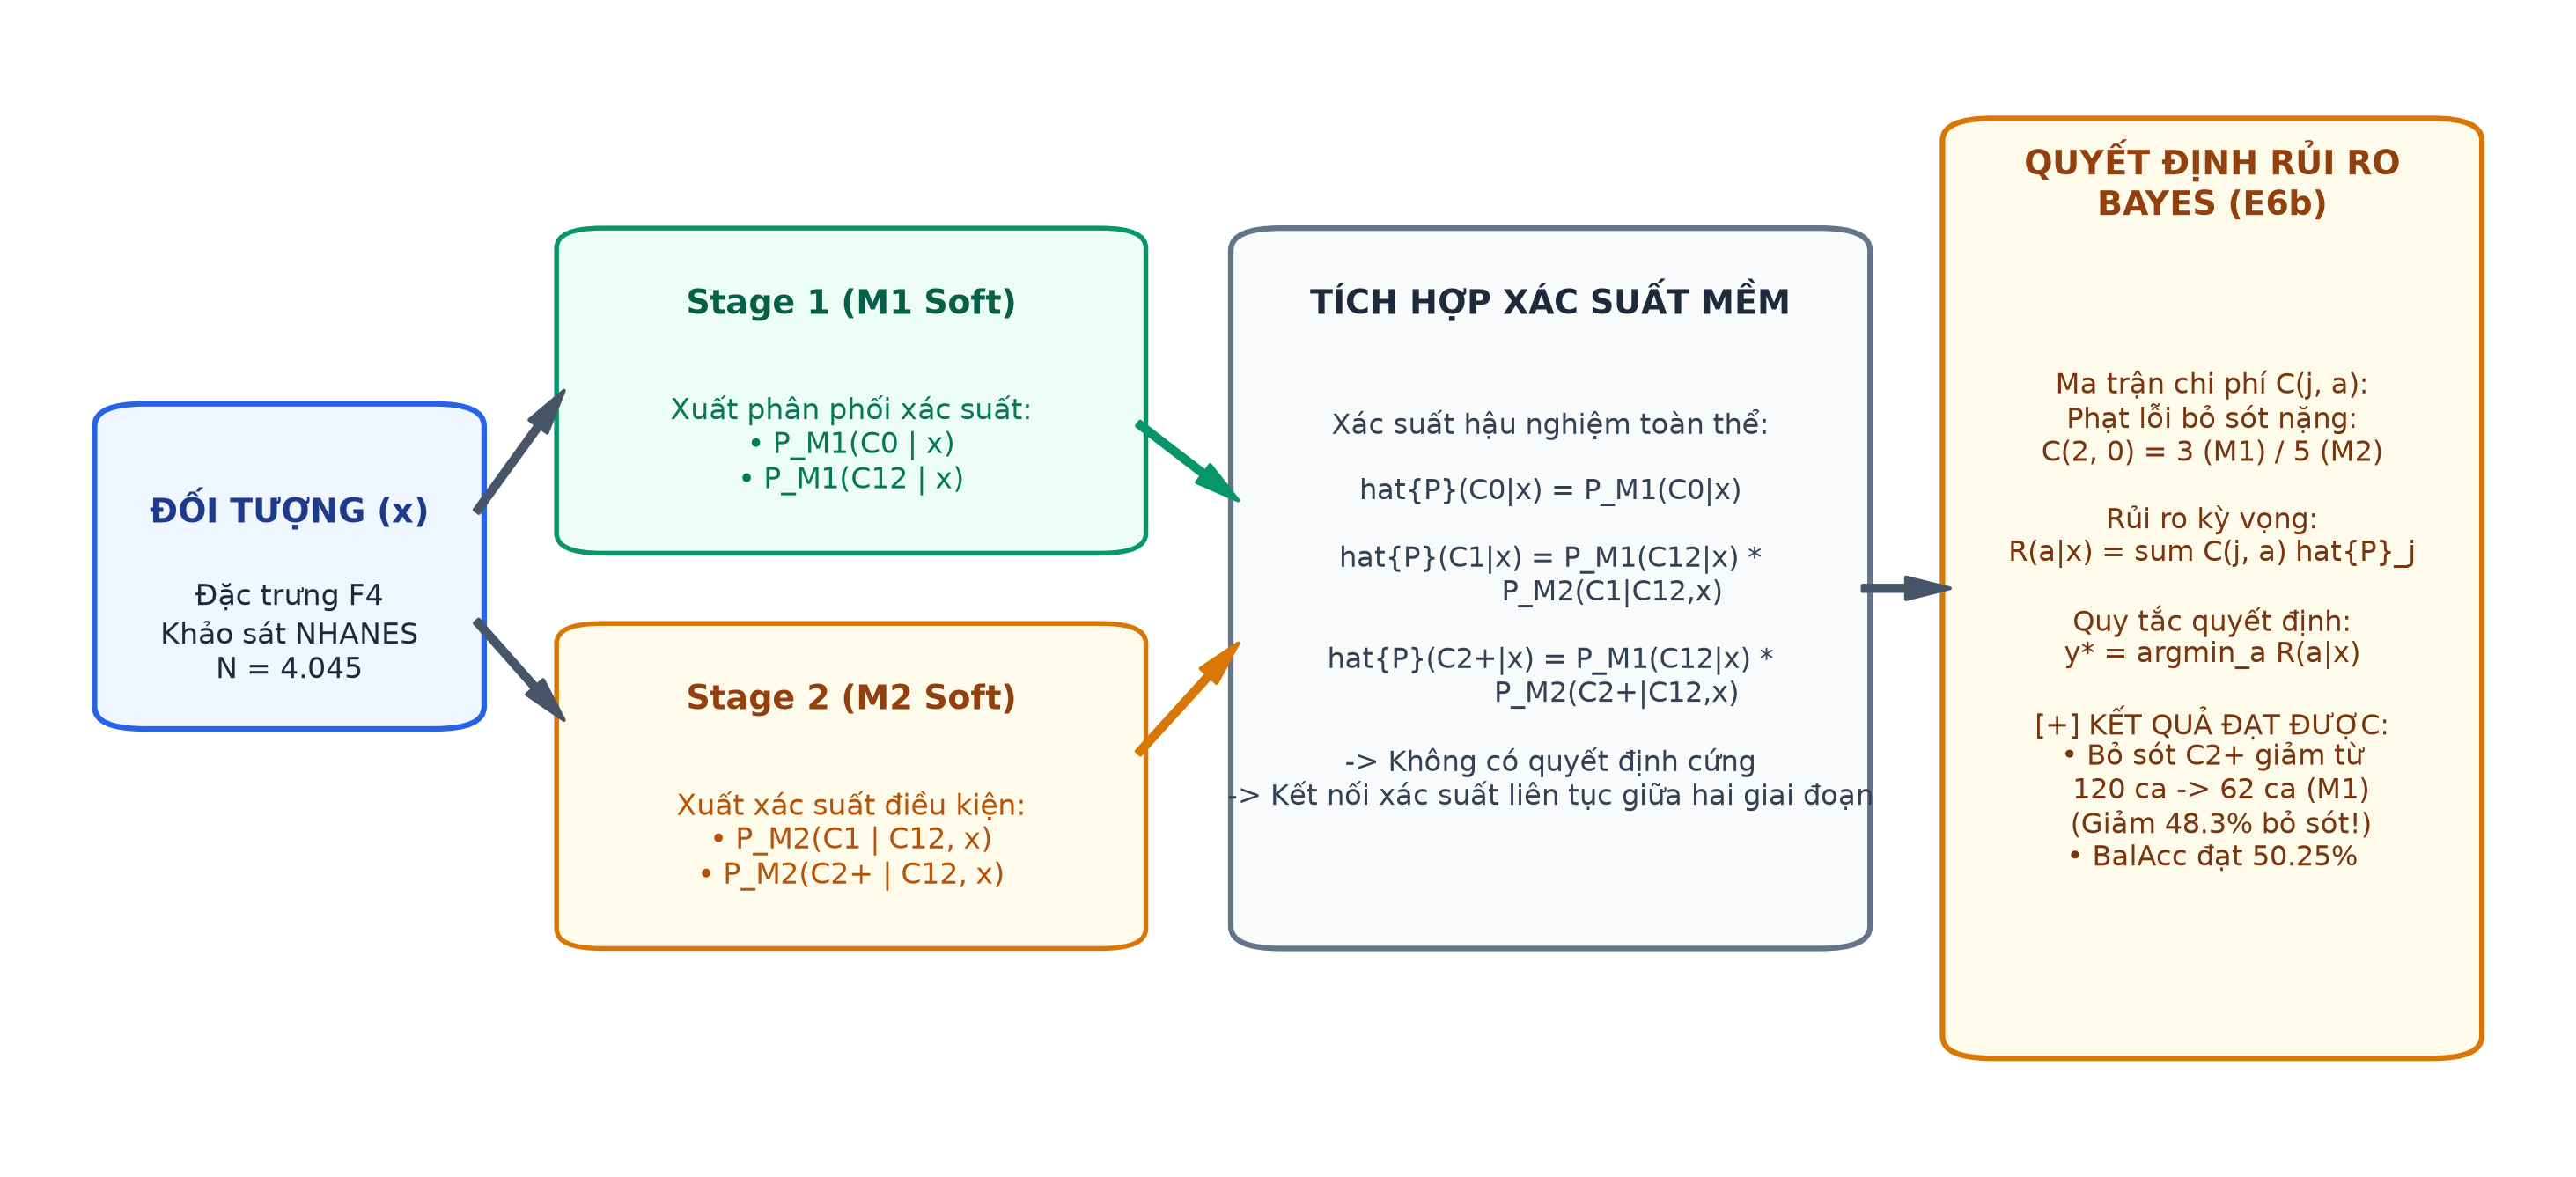 ĐỐI TƯỢNG (x)
Đặc trưng F4
Khảo sát NHANES
N = 4.045
Stage 1 (M1 Soft)
Xuất phân phối xác suất:
• P_M1(C0 | x)
• P_M1(C12 | x)
Stage 2 (M2 Soft)
Xuất xác suất điều kiện:
• P_M2(C1 | C12, x)
• P_M2(C2+ | C12, x)
TÍCH HỢP XÁC SUẤT MỀM
Xác suất hậu nghiệm toàn thể:
hat{P}(C0|x) = P_M1(C0|x)
hat{P}(C1|x) = P_M1(C12|x) *
P_M2(C1|C12,x)
hat{P}(C2+|x) = P_M1(C12|x) *
P_M2(C2+|C12,x)
-> Không có quyết định cứng
-> Kết nối xác suất liên tục giữa hai giai đoạn
QUYẾT ĐỊNH RỦI RO
BAYES (E6b)
Ma trận chi phí C(j, a):
Phạt lỗi bỏ sót nặng:
C(2, 0) = 3 (M1) / 5 (M2)
Rủi ro kỳ vọng:
R(a|x) = sum C(j, a) hat{P}_j
Quy tắc quyết định:
y* = argmin_a R(a|x)
[+] KẾT QUẢ ĐẠT ĐƯỢC:
• Bỏ sót C2+ giảm từ
120 ca -> 62 ca (M1)
(Giảm 48.3% bỏ sót!)
• BalAcc đạt 50.25%